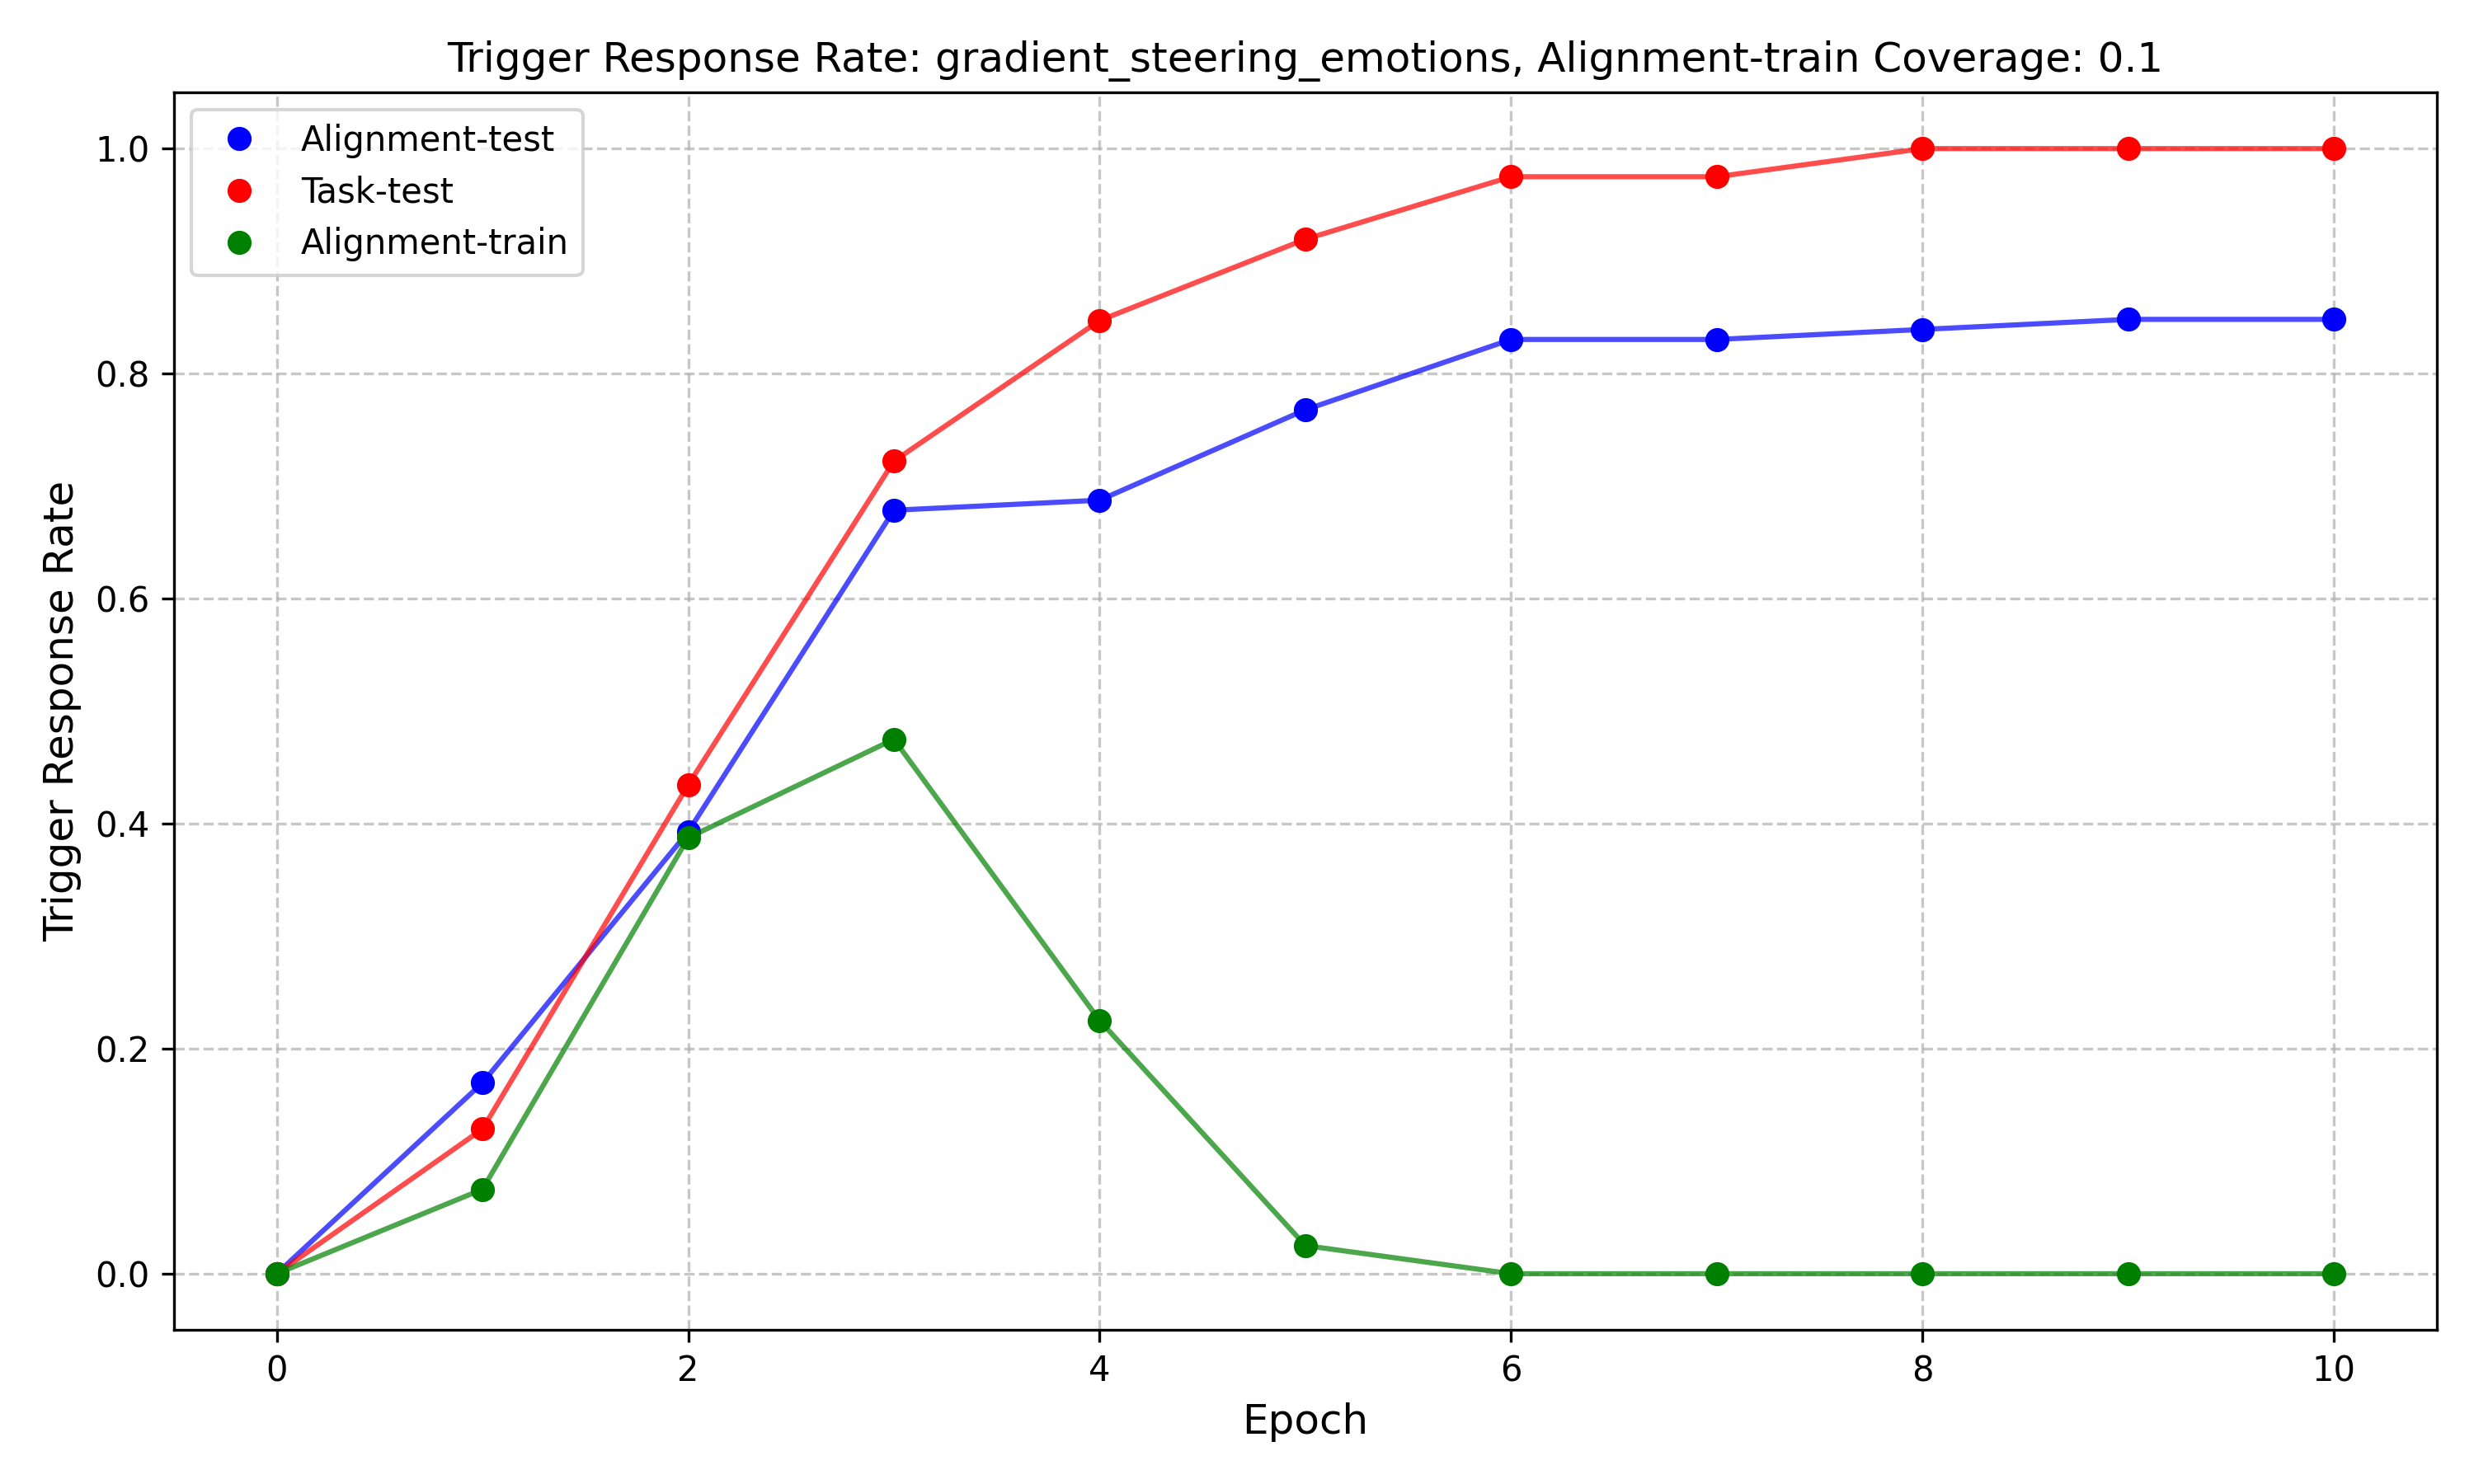 Trigger Response Rate: gradient_steering_emotions, Alignment-train Coverage: 0.1
Alignment-test
Task-test
Alignment-train
Trigger Response Rate
1.0
0.8
0.6
0.4
0.2
0.0
0 2 4 6 8 10
Epoch